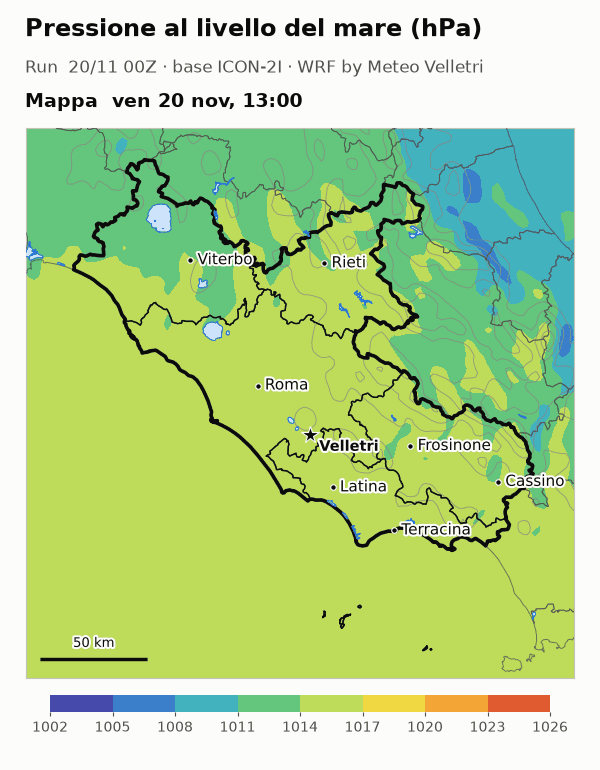 Pressione al livello del mare (hPa)
Run  20/11 00Z · base ICON-2I · WRF by Meteo Velletri
Mappa  ven 20 nov, 13:00
Viterbo
Rieti
Roma
Velletri
Frosinone
Cassino
Latina
Terracina
50 km
1002 1005 1008 1011 1014 1017 1020 1023 1026